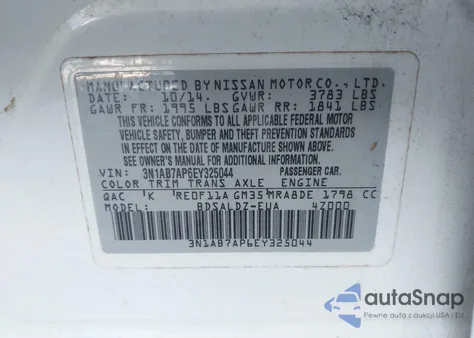 MANUFACTURED BY NISSAN MOTOR CO., LTD.
DATE: 10/14. GVWR: 3783 LBS
GAWR FR: 1995 LBS GAWR RR: 1841 LBS
THIS VEHICLE CONFORMS TO ALL APPLICABLE FEDERAL MOTOR
VEHICLE SAFETY, BUMPER AND THEFT PREVENTION STANDARDS
IN EFFECT ON THE DATE OF MANUFACTURE SHOWN ABOVE.
SEE OWNER'S MANUAL FOR ADDITIONAL INFORMATION
VIN: 3N1AB7AP6EY325044 PASSENGER CAR.
COLOR TRIM TRANS AXLE ENGINE
QAC K RE0F11A GM35 MRA8DE 1798 CC
MODEL: BDSALDZ-EUA 4Z000
3N1AB7AP6EY325044
autoSnap
Pewne auta z aukcji USA i EU